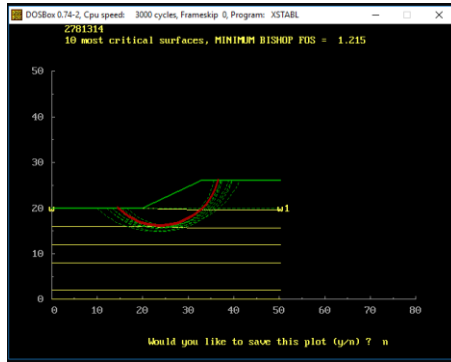 DOSBox 0.74-2, Cpu speed: 3000 cycles, Frameskip 0, Program: XSTABL
2781314
10 most critical surfaces, MINIMUM BISHOP FOS = 1.215
50
40
30
w 20 w1
10
0
0 10 20 30 40 50 60 70 80
Would you like to save this plot (y/n) ? n